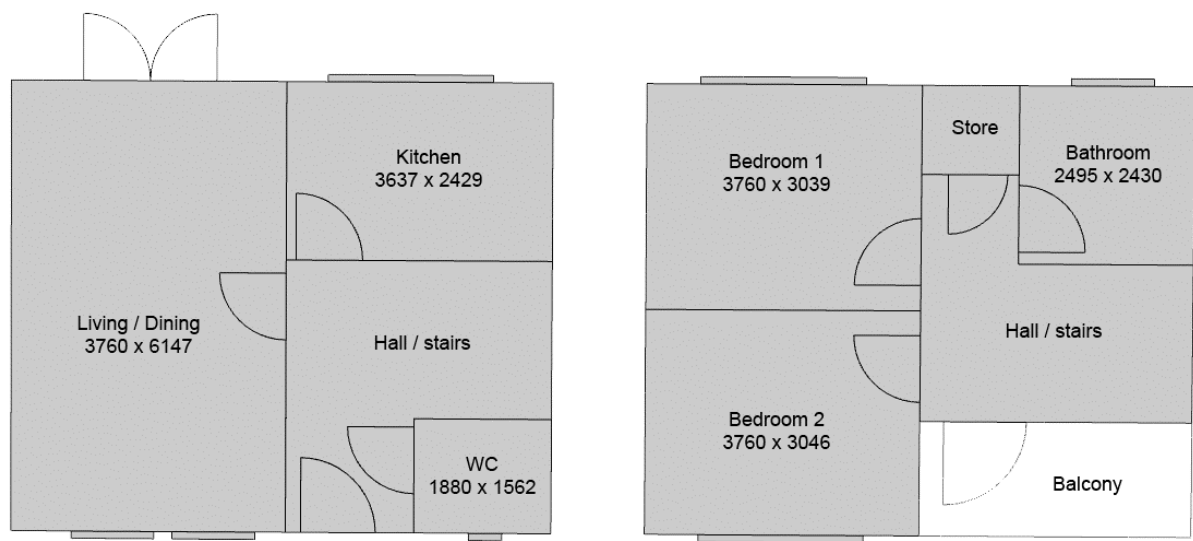 Kitchen
3637 x 2429
Living / Dining
3760 x 6147
Hall / stairs
WC
1880 x 1562
Store
Bedroom 1
3760 x 3039
Bathroom
2495 x 2430
Hall / stairs
Bedroom 2
3760 x 3046
Balcony